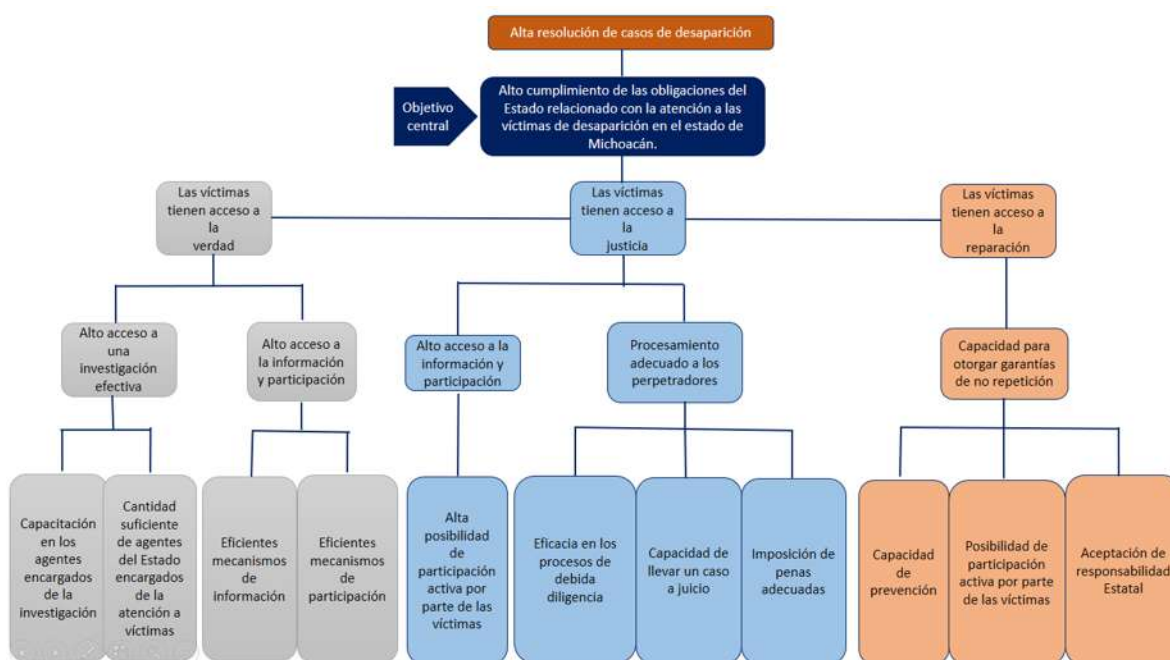 Alta resolución de casos de desaparición
Objetivo
central
Alto cumplimiento de las obligaciones del
Estado relacionado con la atención a las
víctimas de desaparición en el estado de
Michoacán.
Las víctimas
tienen acceso a
la
verdad
Las víctimas
tienen acceso a
la
justicia
Las víctimas
tienen acceso a
la
reparación
Alto acceso a
una
investigación
efectiva
Alto acceso a
la información
y participación
Alto acceso a la
información y
participación
Procesamiento
adecuado a los
perpetradores
Capacidad para
otorgar garantías
de no repetición
Capacitación
en los
agentes
encargados
de la
investigación
Cantidad
suficiente
de agentes
del Estado
encargados
de la
atención a
víctimas
Eficientes
mecanismos
de
información
Eficientes
mecanismos
de
participación
Alta
posibilidad
de
participación
activa por
parte de las
víctimas
Eficacia en los
procesos de
debida
diligencia
Capacidad de
llevar un caso
a juicio
Imposición de
penas
adecuadas
Capacidad
de
prevención
Posibilidad de
participación
activa por parte
de las víctimas
Aceptación de
responsabilidad
Estatal